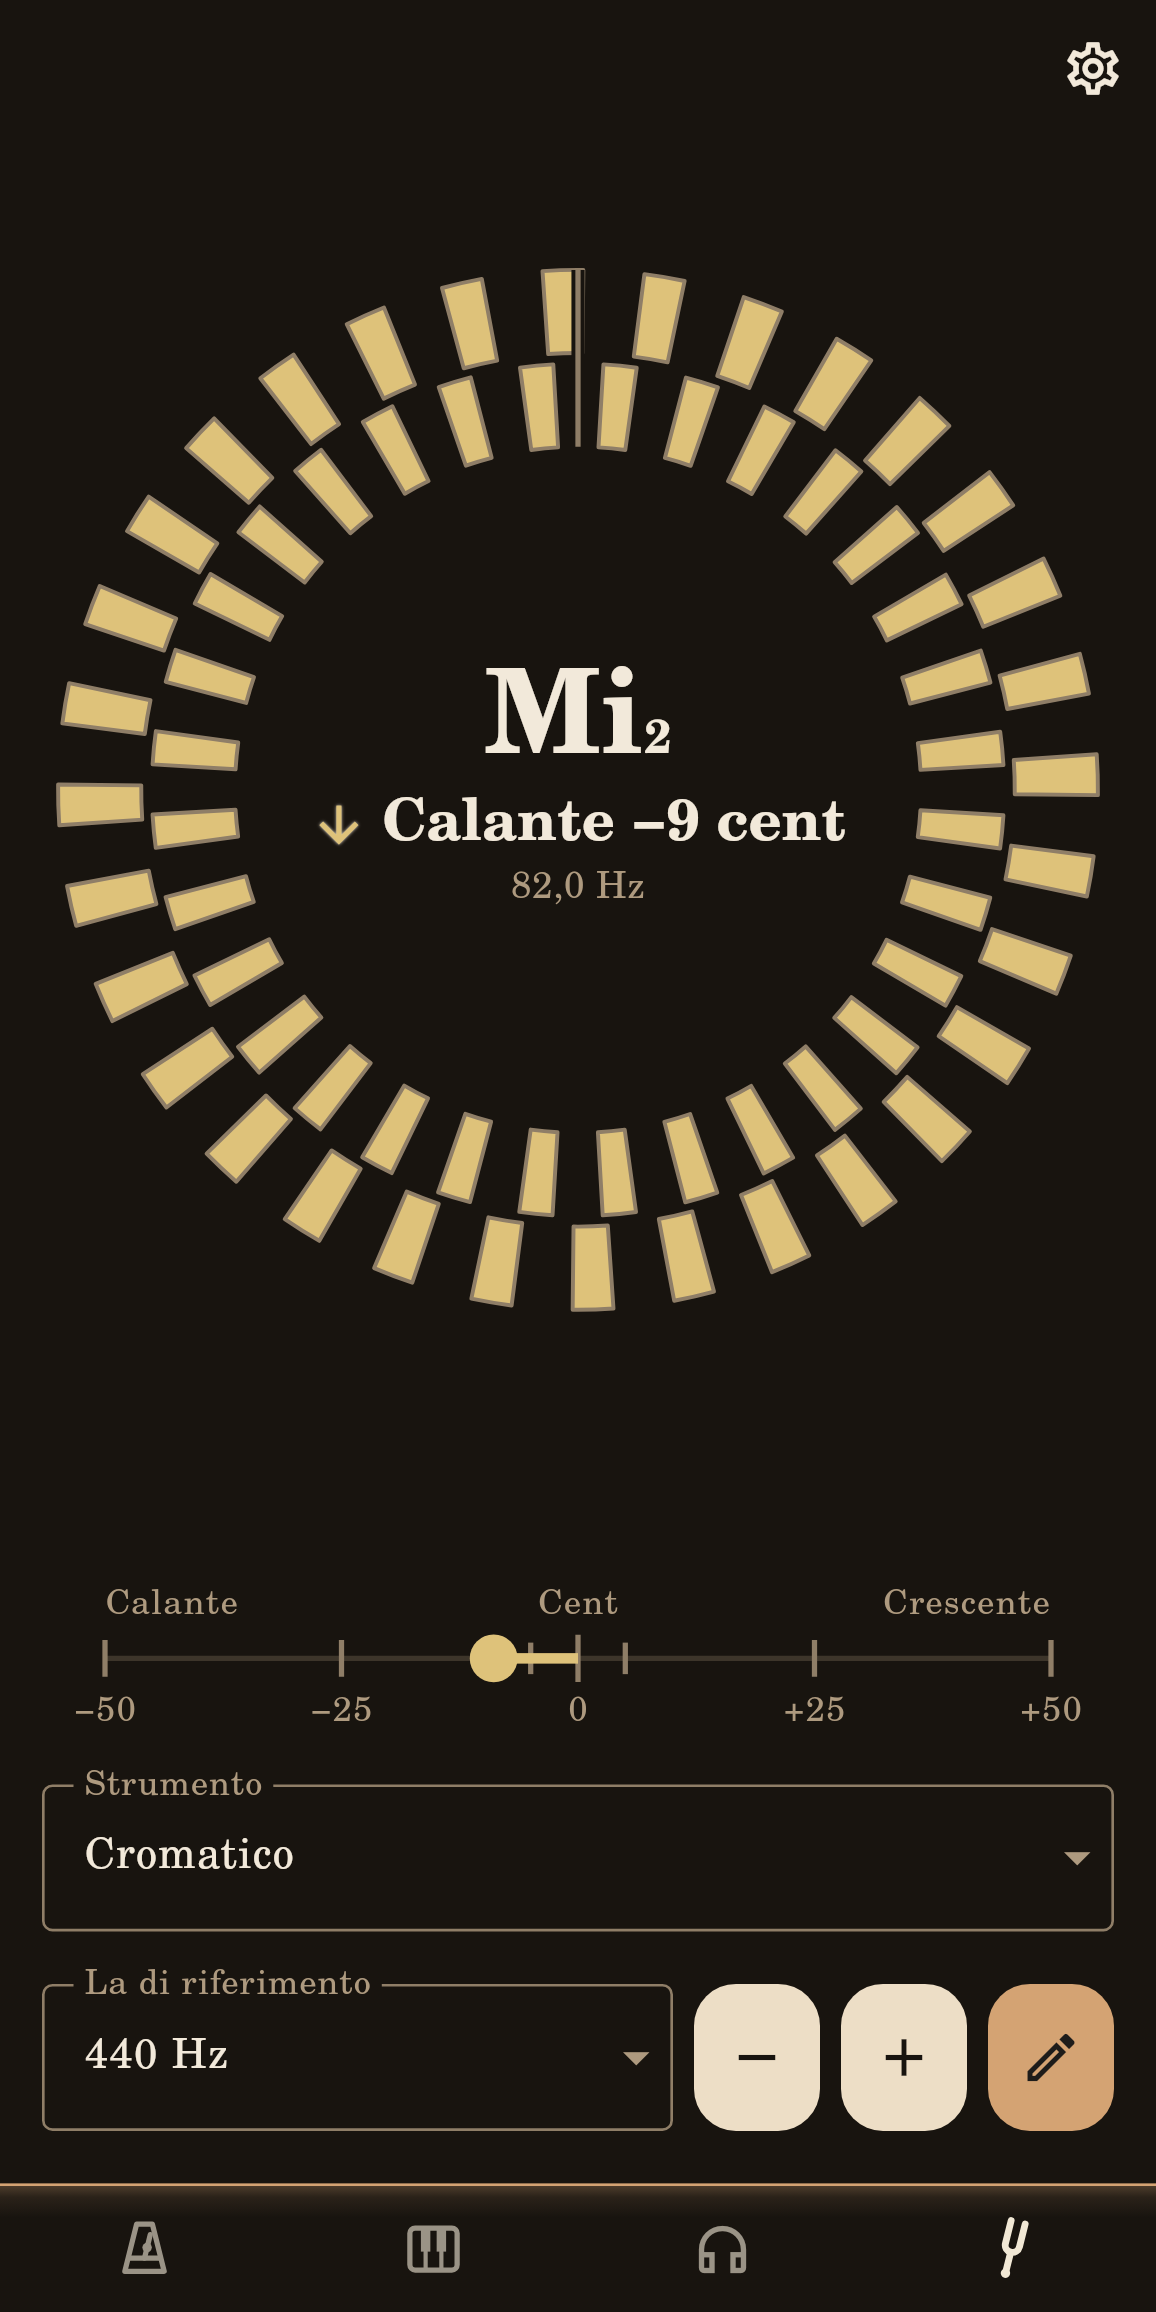 Mi2
Calante −9 cent
82,0 Hz
Calante Cent Crescente
−50 −25 0 +25 +50
Strumento
Cromatico
La di riferimento
440 Hz